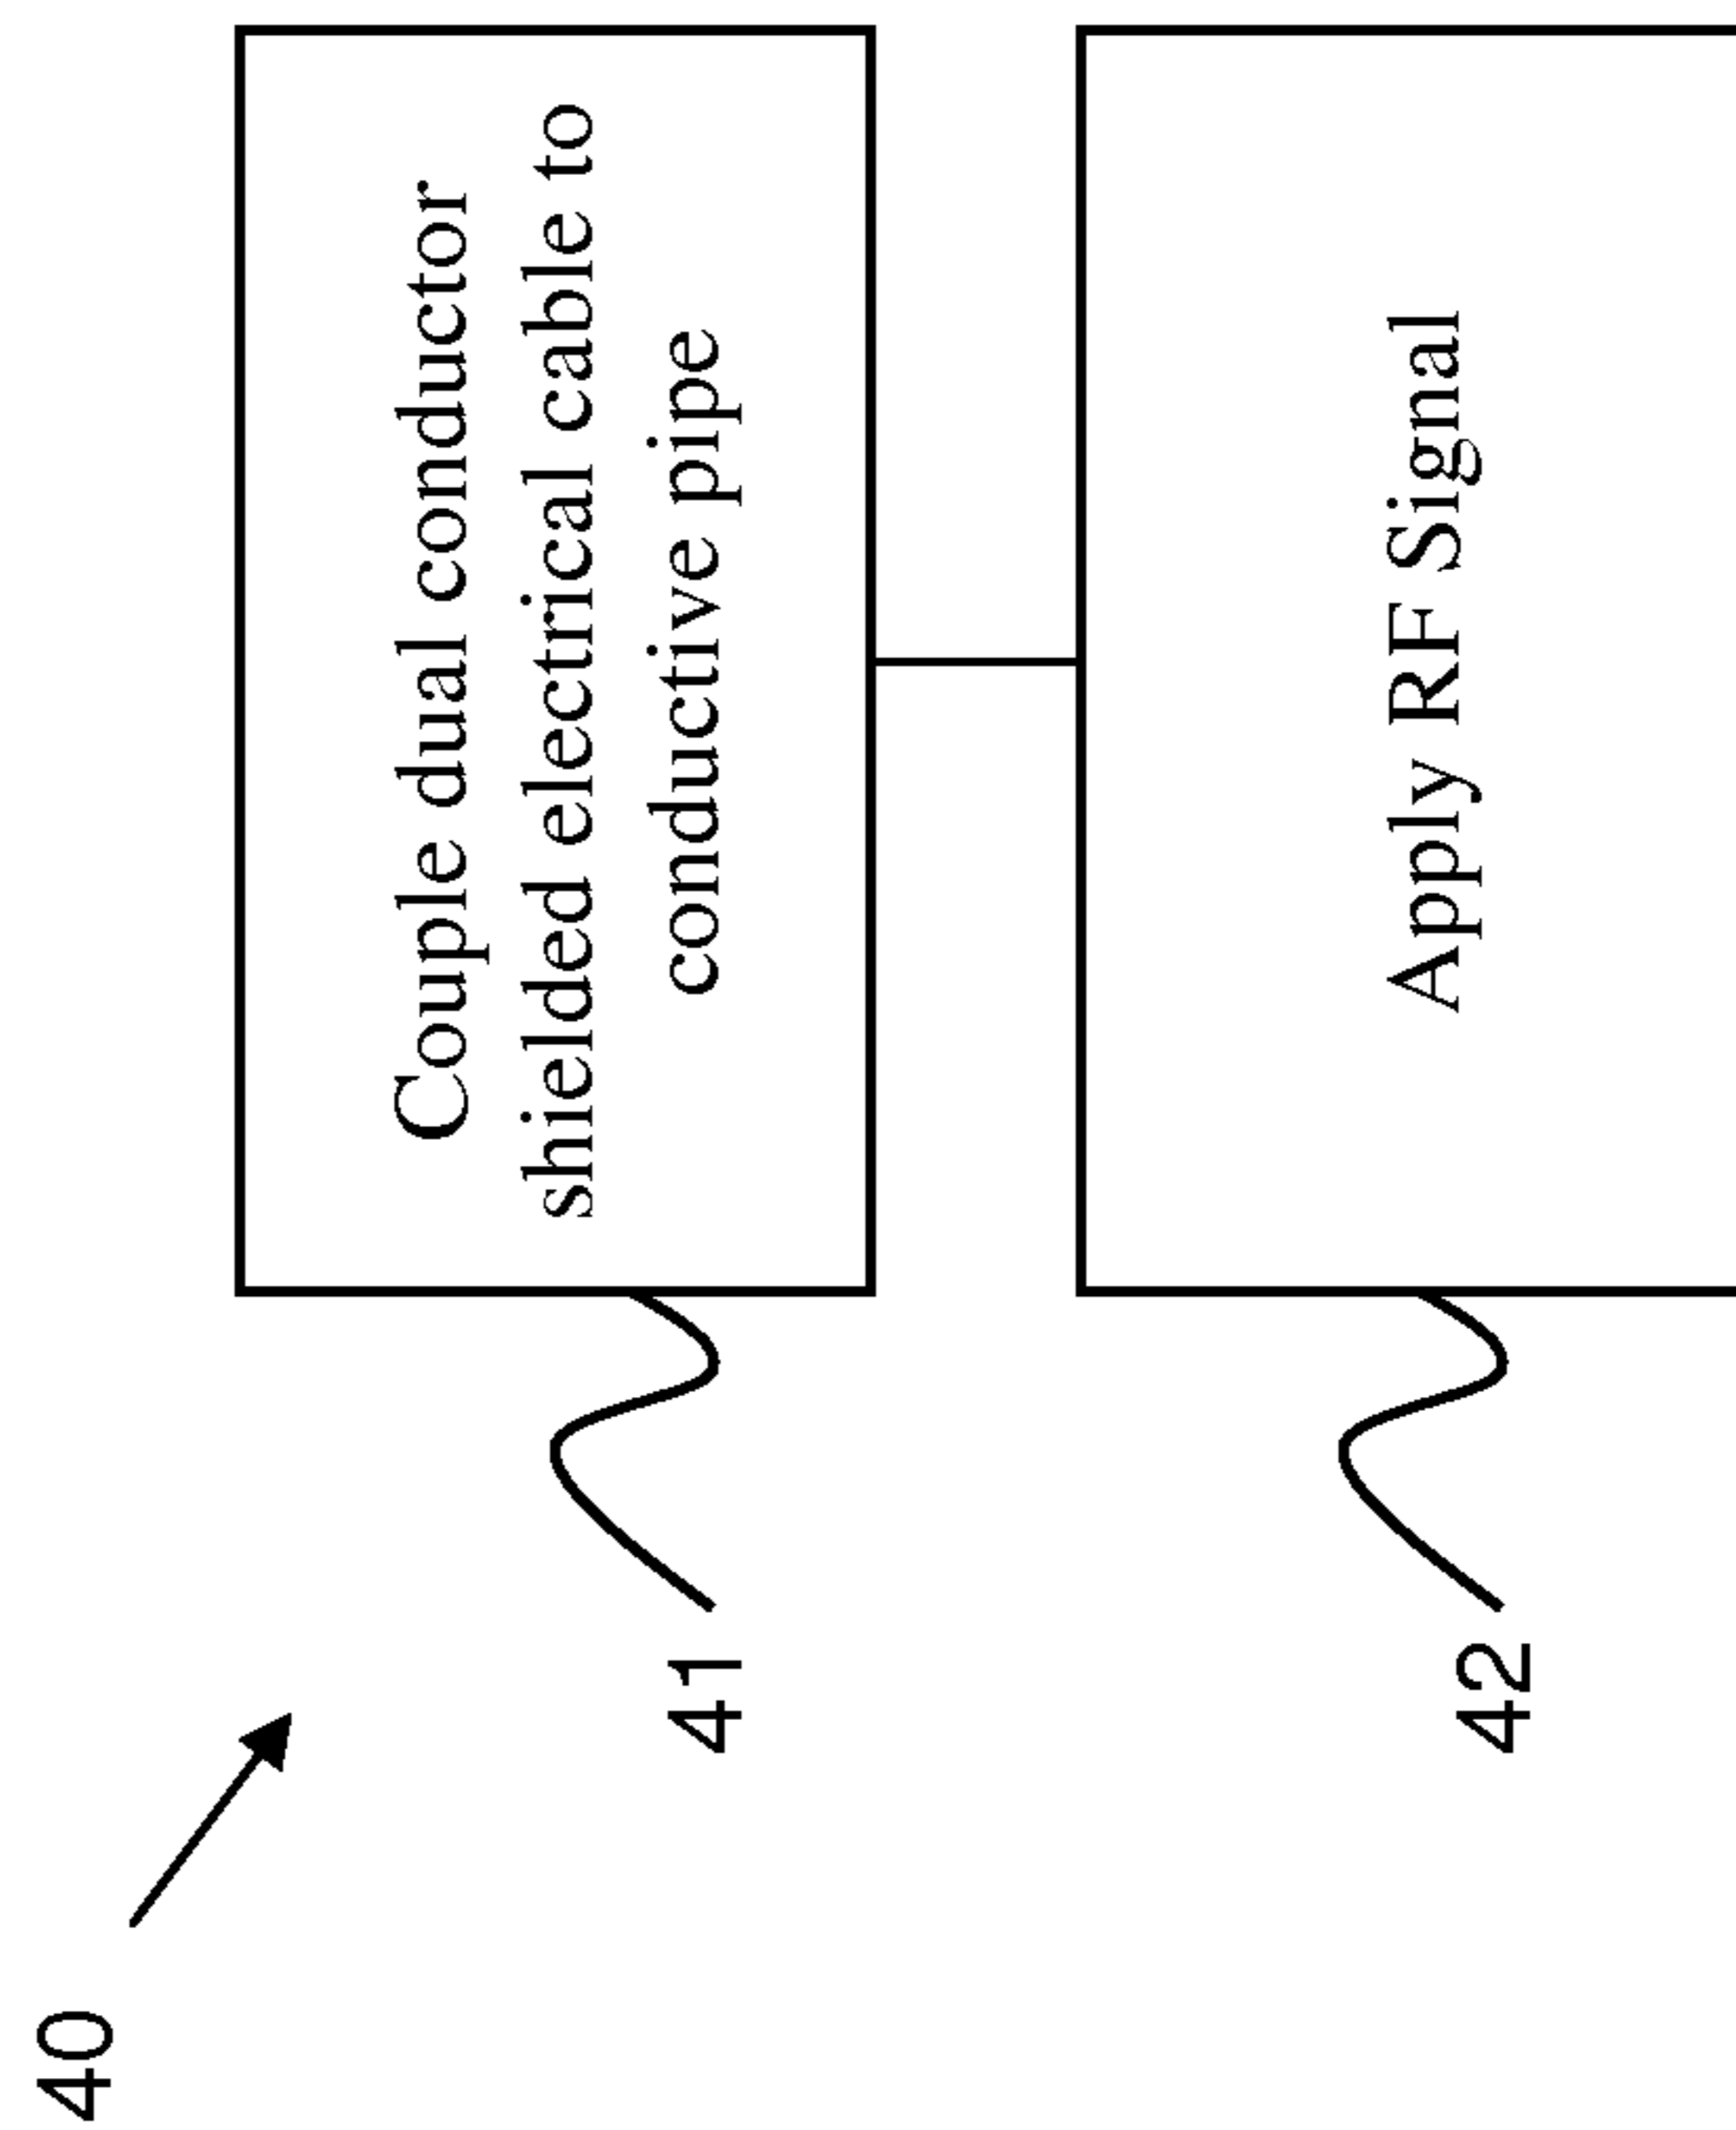 40
Couple dual conductor
shielded electrical cable to
conductive pipe
41
Apply RF Signal
42